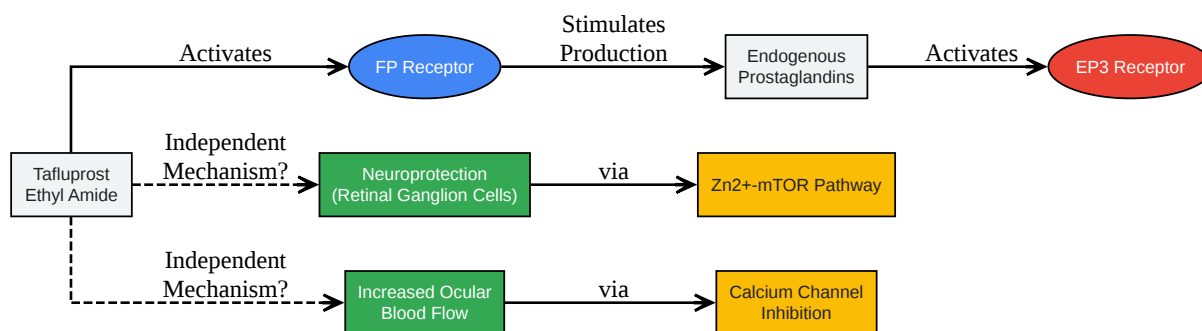 Activates
FP Receptor
Stimulates
Production
Endogenous
Prostaglandins
Activates
EP3 Receptor
Tafluprost
Ethyl Amide
Independent
Mechanism?
Neuroprotection
(Retinal Ganglion Cells)
via
Zn2+-mTOR Pathway
Independent
Mechanism?
Increased Ocular
Blood Flow
via
Calcium Channel
Inhibition